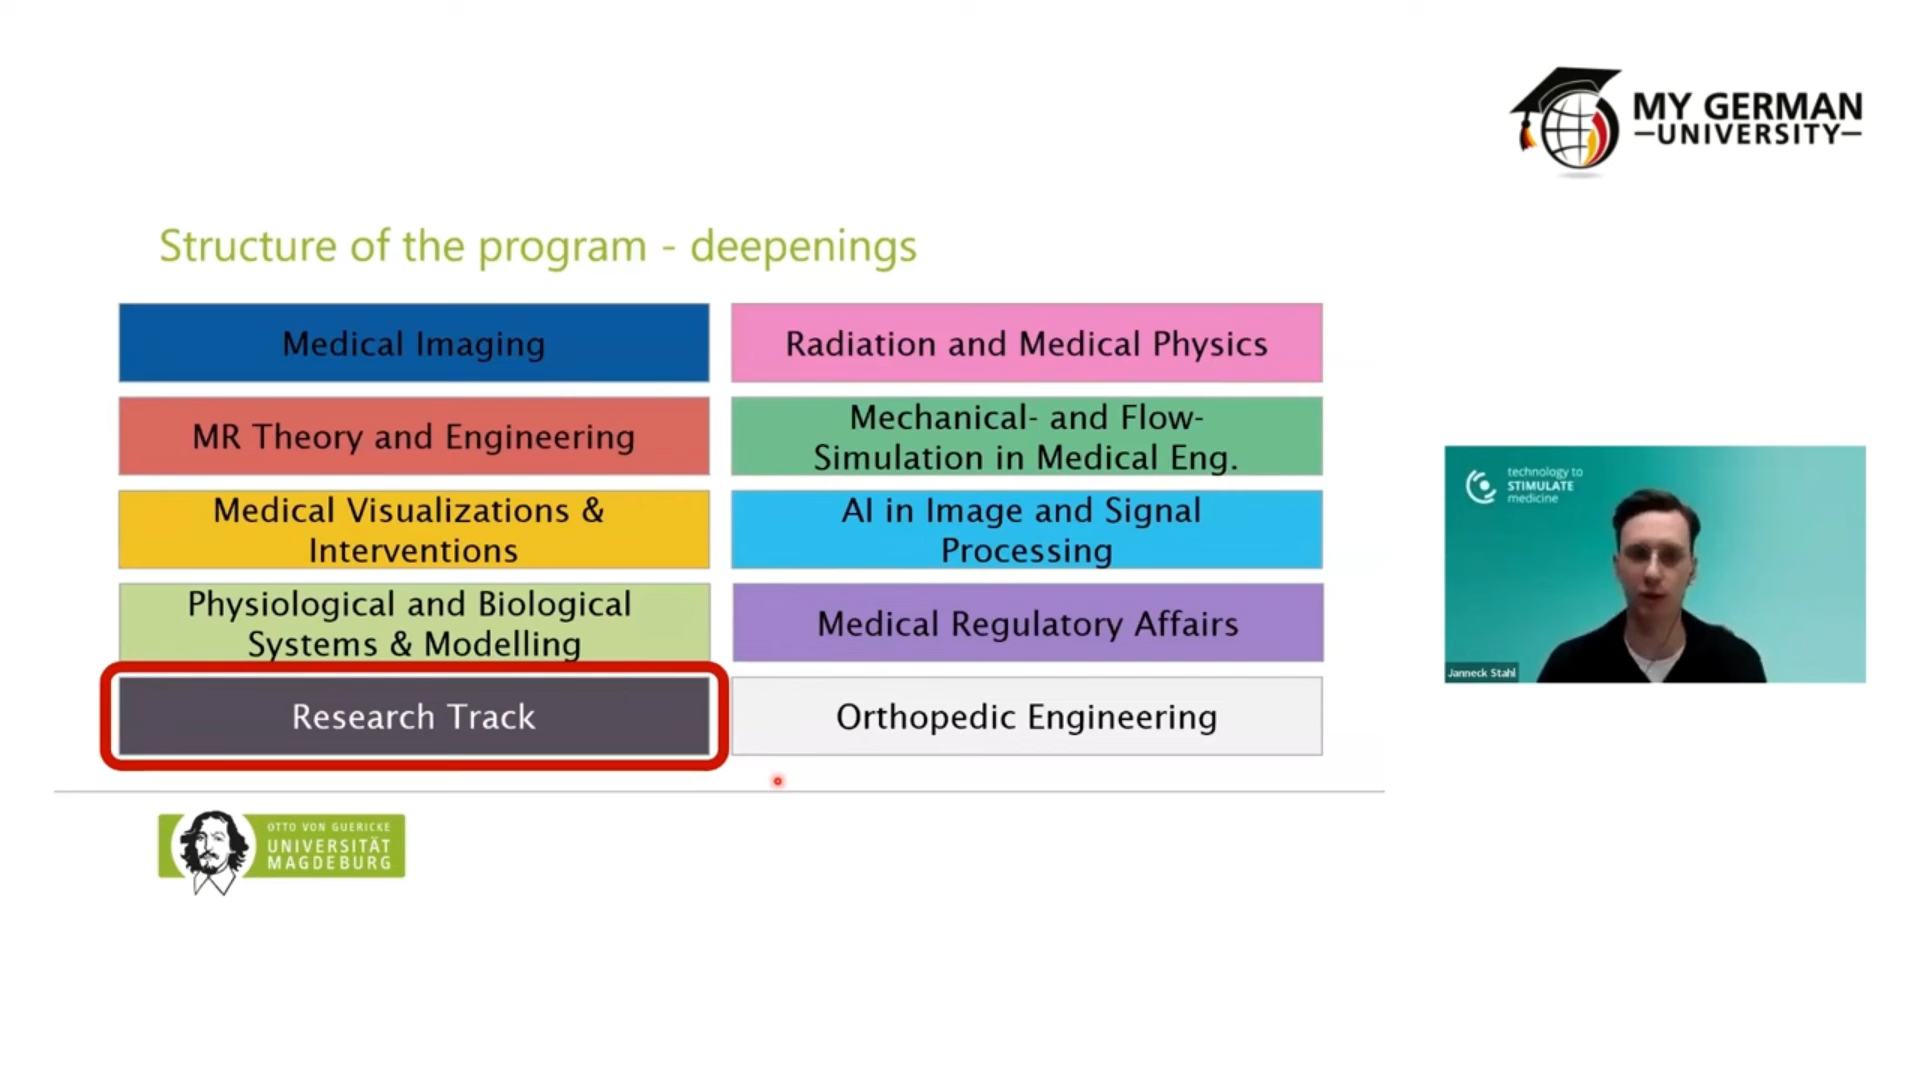 MY GERMAN
UNIVERSITY
Structure of the program - deepenings
Medical Imaging
Radiation and Medical Physics
MR Theory and Engineering
Mechanical- and Flow-
Simulation in Medical Eng.
Medical Visualizations &
Interventions
AI in Image and Signal
Processing
Physiological and Biological
Systems & Modelling
Medical Regulatory Affairs
Research Track
Orthopedic Engineering
technology to
STIMULATE
medicine
Janneck Stahl
OTTO VON GUERICKE
UNIVERSITÄT
MAGDEBURG